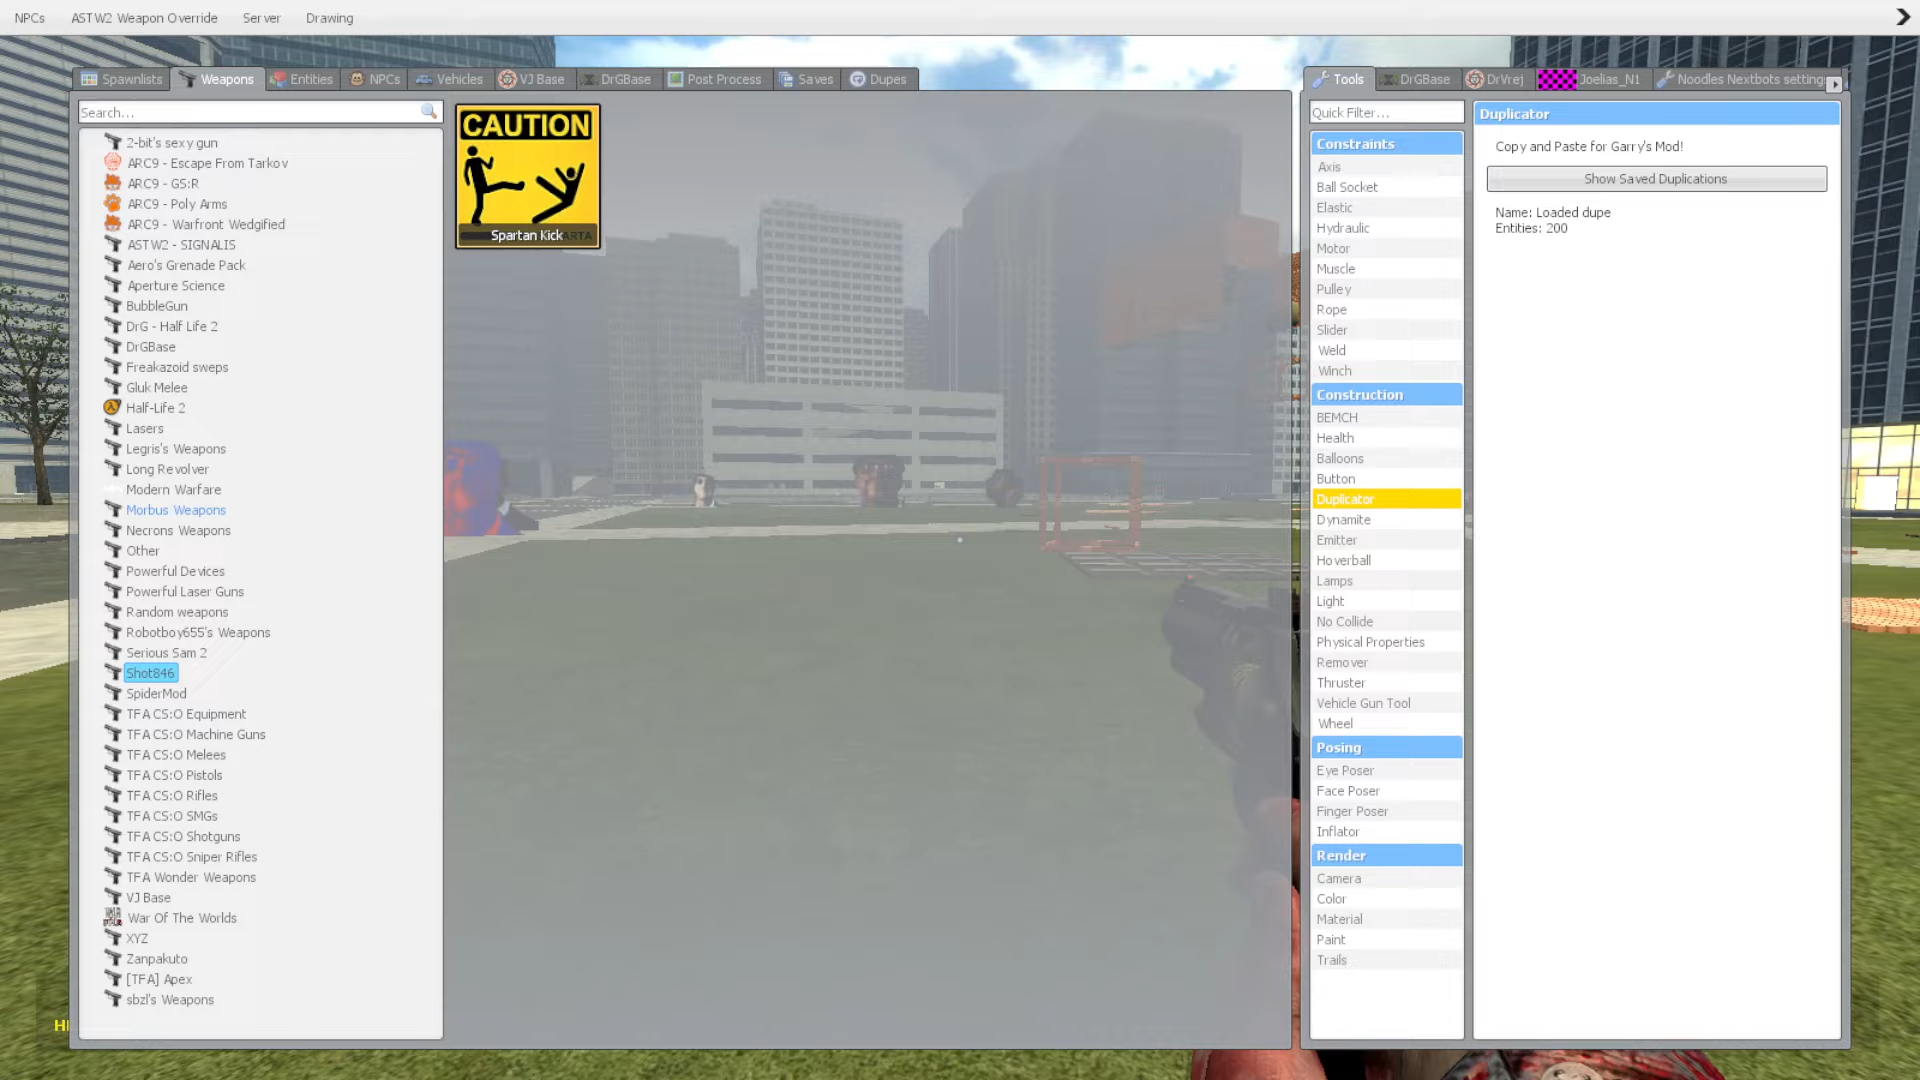 NPCs ASTW2 Weapon Override Server Drawing
Spawnlists Weapons Entities NPCs Vehicles VJ Base DrGBase Post Process Saves Dupes
Search...
2-bit's sexy gun
ARC9 - Escape From Tarkov
ARC9 - GS:R
ARC9 - Poly Arms
ARC9 - Warfront Wedgified
ASTW2 - SIGNALIS
Aero's Grenade Pack
Aperture Science
BubbleGun
DrG - Half Life 2
DrGBase
Freakazoid sweps
Gluk Melee
Half-Life 2
Lasers
Legris's Weapons
Long Revolver
Modern Warfare
Morbus Weapons
Necrons Weapons
Other
Powerful Devices
Powerful Laser Guns
Random weapons
Robotboy655's Weapons
Serious Sam 2
Shot846
SpiderMod
TFA CS:O Equipment
TFA CS:O Machine Guns
TFA CS:O Melees
TFA CS:O Pistols
TFA CS:O Rifles
TFA CS:O SMGs
TFA CS:O Shotguns
TFA CS:O Sniper Rifles
TFA Wonder Weapons
VJ Base
War Of The Worlds
XYZ
Zanpakuto
[TFA] Apex
sbzl's Weapons
CAUTION
Spartan Kick
Tools DrGBase DrVrej Joelias_N1 Noodles Nextbots setting
Quick Filter...
Constraints
Axis
Ball Socket
Elastic
Hydraulic
Motor
Muscle
Pulley
Rope
Slider
Weld
Winch
Construction
BEMCH
Health
Balloons
Button
Duplicator
Dynamite
Emitter
Hoverball
Lamps
Light
No Collide
Physical Properties
Remover
Thruster
Vehicle Gun Tool
Wheel
Posing
Eye Poser
Face Poser
Finger Poser
Inflator
Render
Camera
Color
Material
Paint
Trails
Duplicator
Copy and Paste for Garry's Mod!
Show Saved Duplications
Name: Loaded dupe
Entities: 200